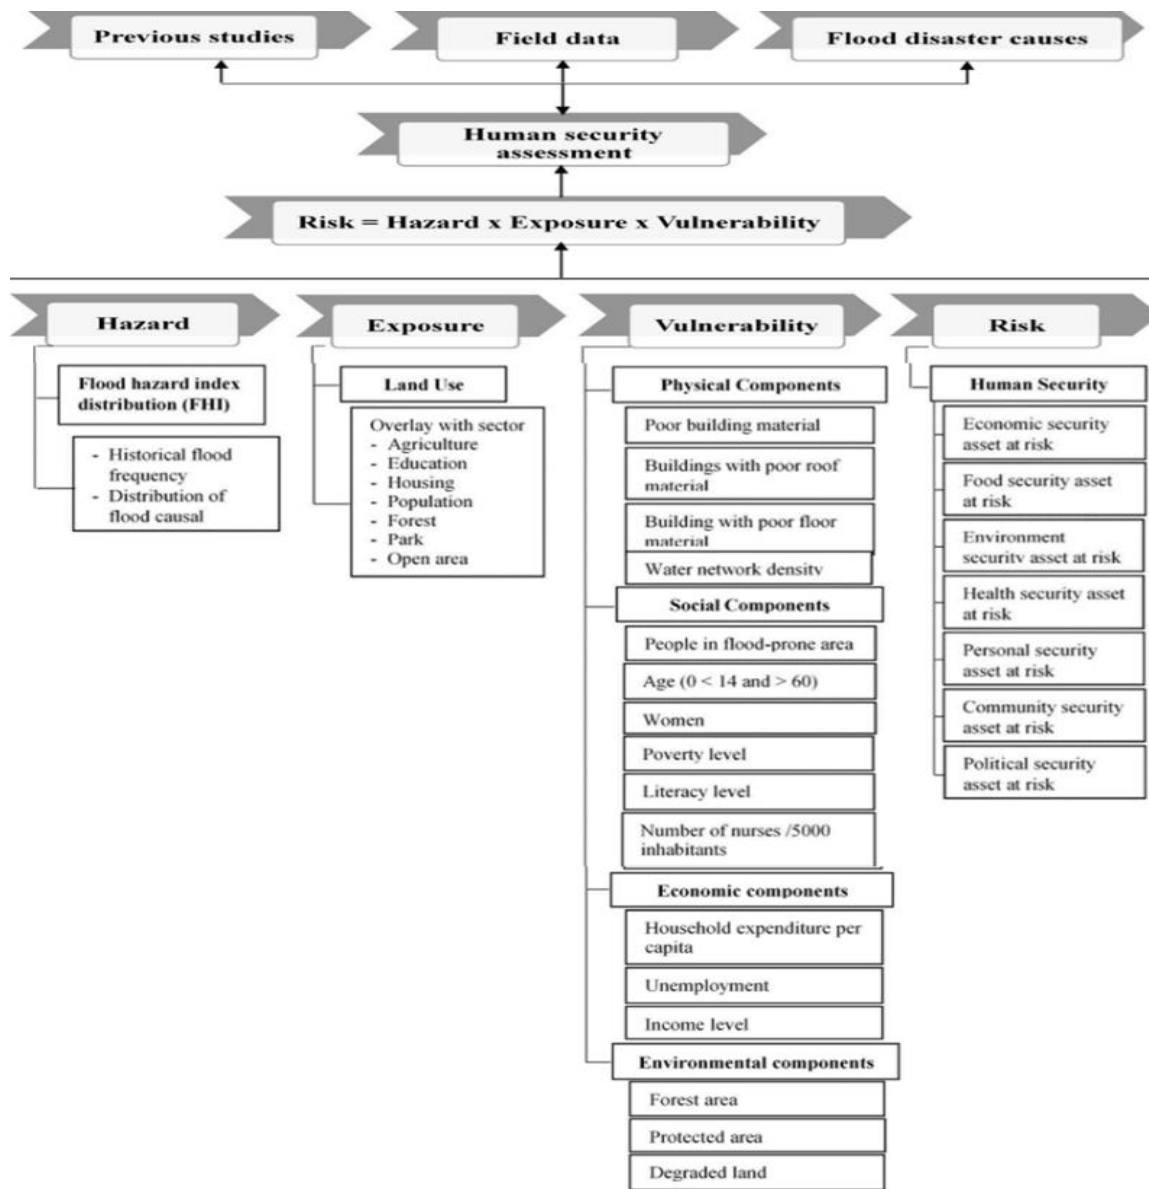 Previous studies
Field data
Flood disaster causes
Human security
assessment
Risk = Hazard x Exposure x Vulnerability
Hazard
Flood hazard index
distribution (FHI)
- Historical flood
frequency
- Distribution of
flood causal
Exposure
Land Use
Overlay with sector
- Agriculture
- Education
- Housing
- Population
- Forest
- Park
- Open area
Vulnerability
Physical Components
Poor building material
Buildings with poor roof
material
Building with poor floor
material
Water network density
Social Components
People in flood-prone area
Age (0 < 14 and > 60)
Women
Poverty level
Literacy level
Number of nurses /5000
inhabitants
Economic components
Household expenditure per
capita
Unemployment
Income level
Environmental components
Forest area
Protected area
Degraded land
Risk
Human Security
Economic security
asset at risk
Food security asset
at risk
Environment
security asset at risk
Health security asset
at risk
Personal security
asset at risk
Community security
asset at risk
Political security
asset at risk